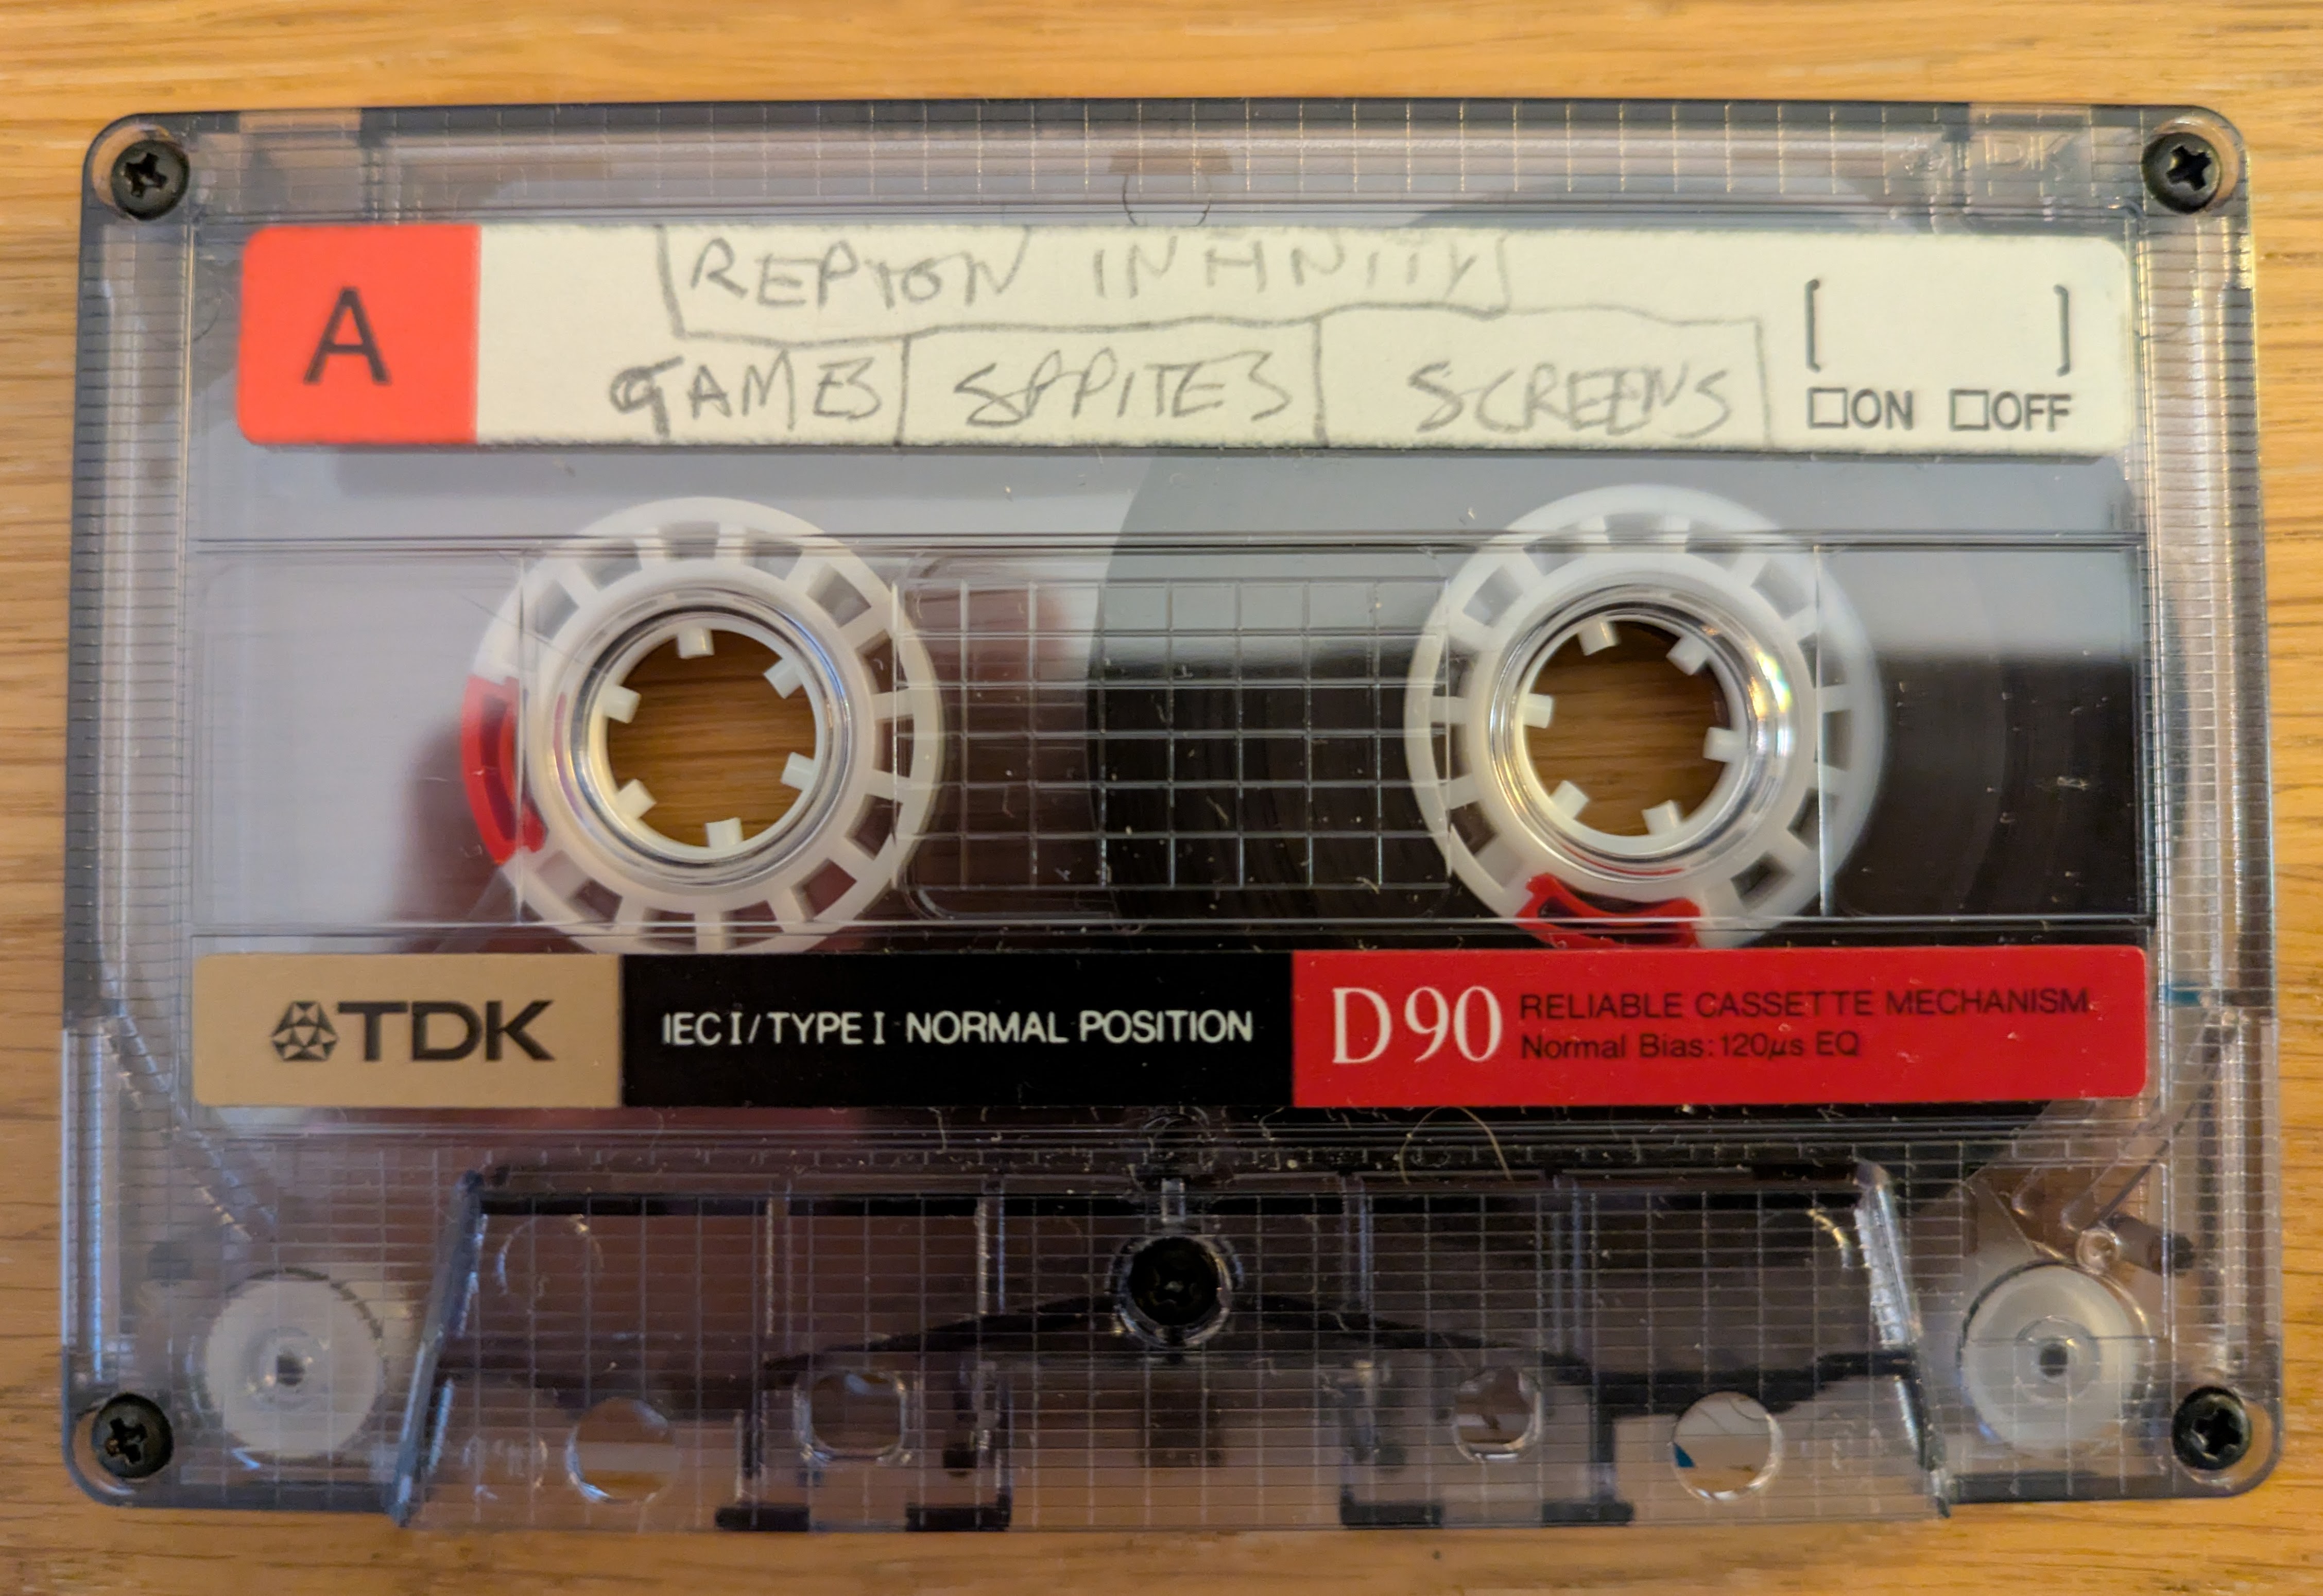 A
REPTON INFINITY
[ ]
GAMES SPRITES SCREENS
□ON □OFF
TDK
IEC I/TYPE I NORMAL POSITION
D90
RELIABLE CASSETTE MECHANISM
Normal Bias: 120µs EQ
TDK